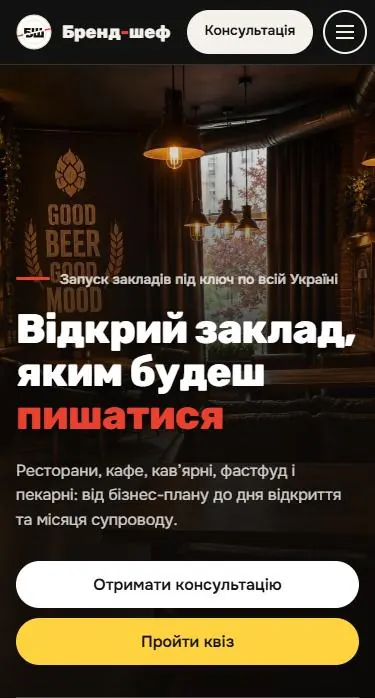 БШ
Бренд-шеф
Консультація
GOOD
BEER
GOOD
MOOD
Запуск закладів під ключ по всій Україні
Відкрий заклад,
яким будеш
пишатися
Ресторани, кафе, кав’ярні, фастфуд і
пекарні: від бізнес-плану до дня відкриття
та місяця супроводу.
Отримати консультацію
Пройти квіз